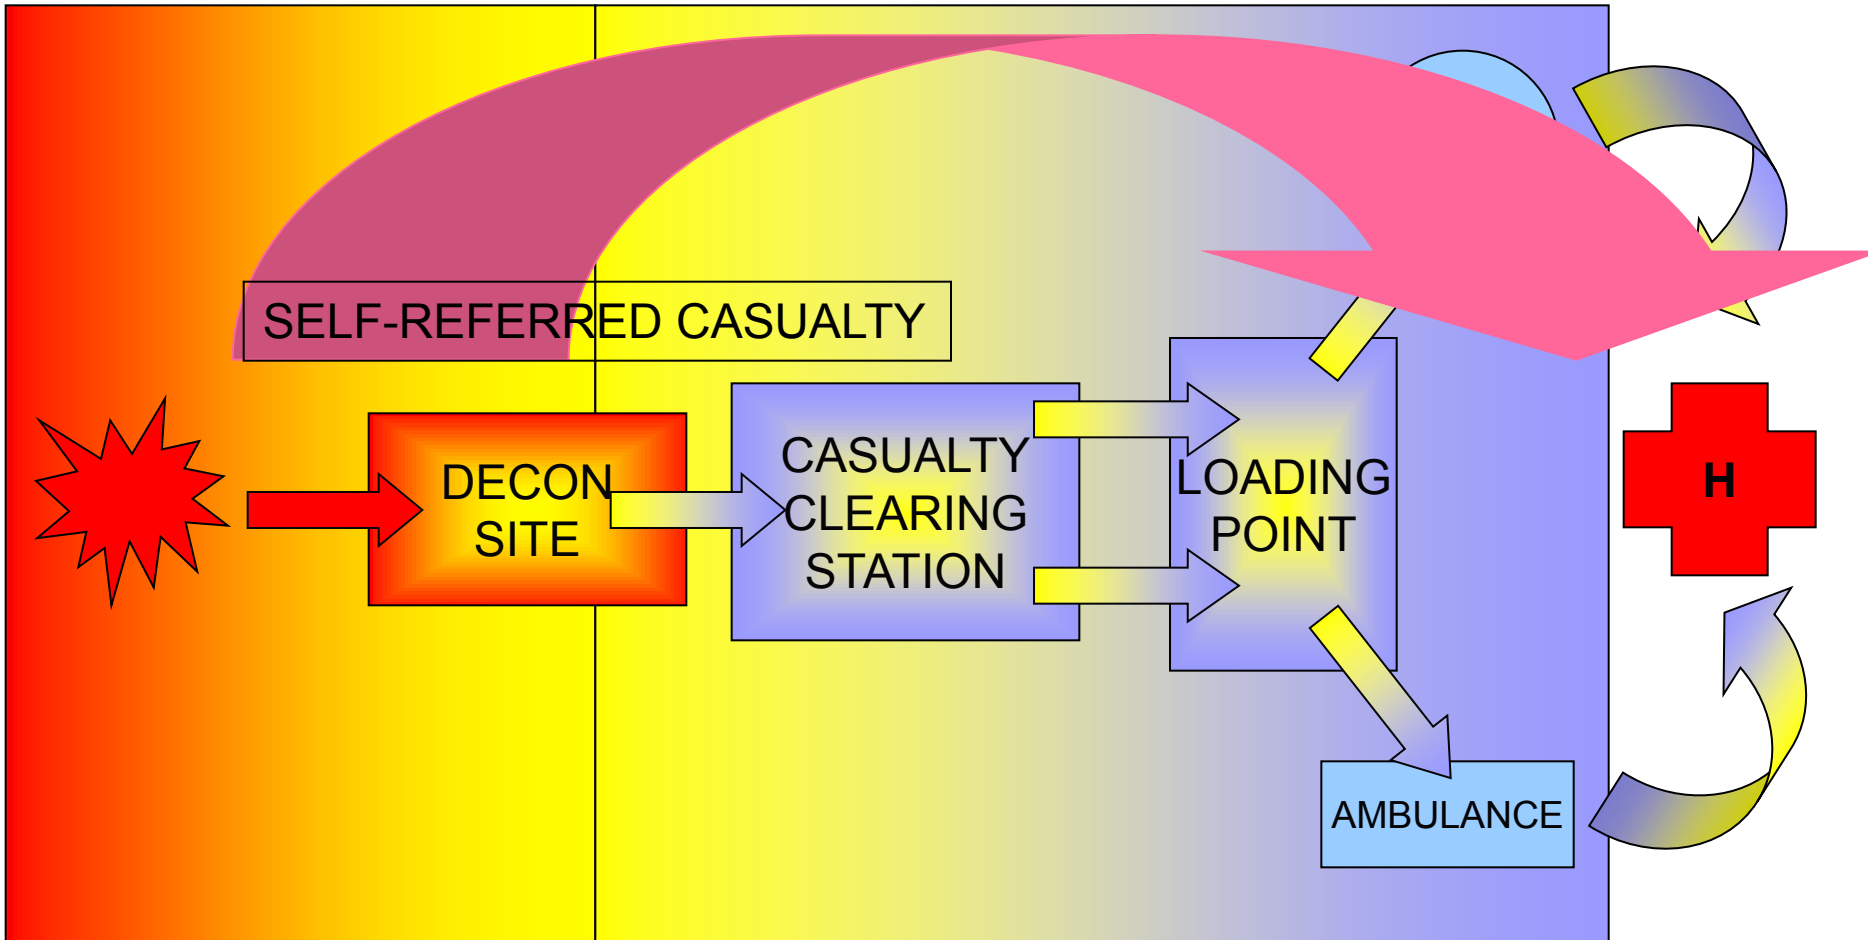 SELF-REFERRED CASUALTY
DECON
SITE
CASUALTY
CLEARING
STATION
LOADING
POINT
H
AMBULANCE